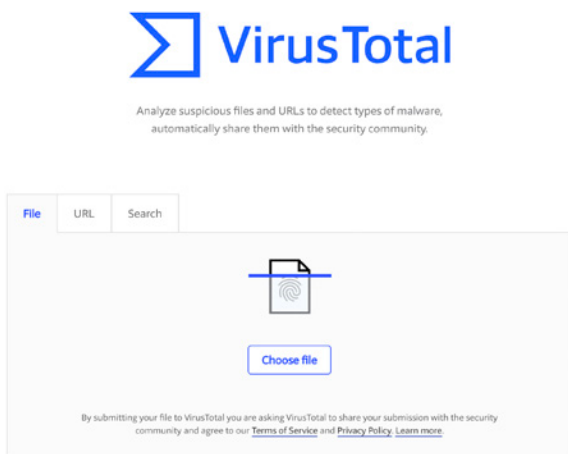 VirusTotal
Analyze suspicious files and URLs to detect types of malware,
automatically share them with the security community.
File URL Search
Choose file
By submitting your file to VirusTotal you are asking VirusTotal to share your submission with the security
community and agree to our Terms of Service and Privacy Policy. Learn more.